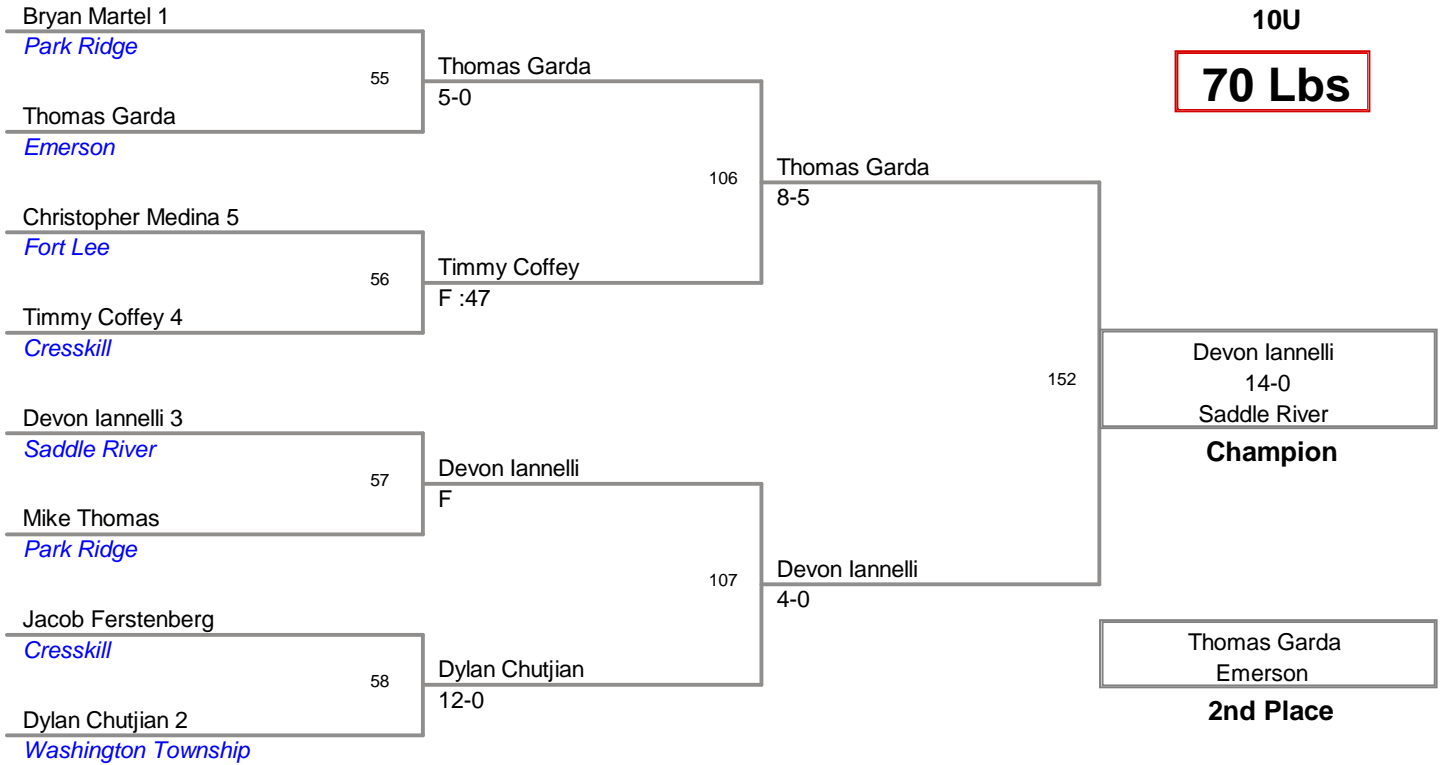 Bryan Martel 1
Park Ridge
55
Thomas Garda
Emerson
Thomas Garda
5-0
Christopher Medina 5
Fort Lee
56
Timmy Coffey 4
Cresskill
Timmy Coffey
F :47
106
Thomas Garda
8-5
Devon Iannelli 3
Saddle River
57
Mike Thomas
Park Ridge
Devon Iannelli
F
Jacob Ferstenberg
Cresskill
58
Dylan Chutjian 2
Washington Township
Dylan Chutjian
12-0
107
Devon Iannelli
4-0
152
10U
70 Lbs
Devon Iannelli
14-0
Saddle River
Champion
Thomas Garda
Emerson
2nd Place